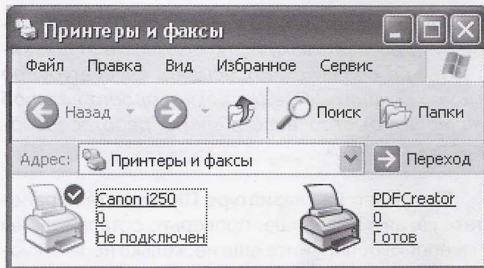 Принтеры и факсы
Файл Правка Вид Избранное Сервис
Назад Поиск Папки
Адрес: Принтеры и факсы Переход
Canon i250 PDFCreator
0 0
Не подключен Готов